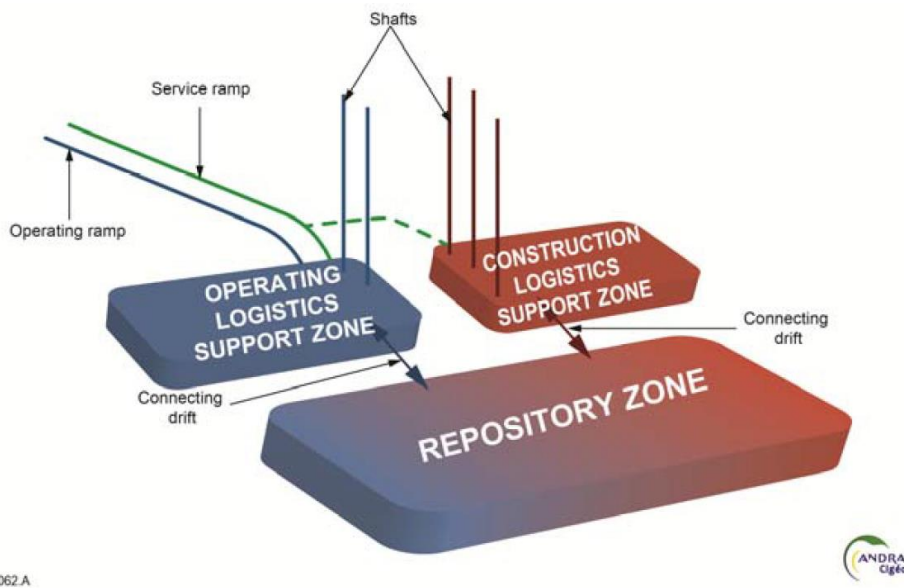 Shafts
Service ramp
Operating ramp
OPERATING
LOGISTICS
SUPPORT ZONE
CONSTRUCTION
LOGISTICS
SUPPORT ZONE
Connecting
drift
Connecting
drift
REPOSITORY ZONE
ANDRA
062.A